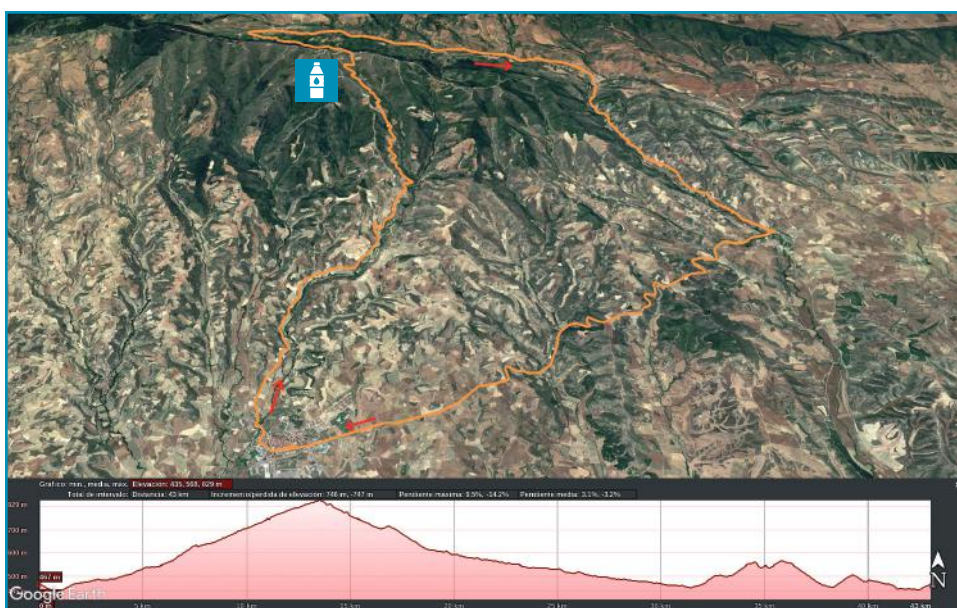 Gráfico: mín., media, máx. Elevación: 435, 568, 829 m
Total de intervalo: Distancia: 43 km Incremento/pérdida de elevación: 746 m, -747 m Pendiente máxima: 9.5%, -14.2% Pendiente media: 3.1%, -3.2%
829 m
700 m
600 m
500 m
467 m
Google Earth
5 km
10 km
15 km
20 km
25 km
30 km
35 km
40 km
43 km
N